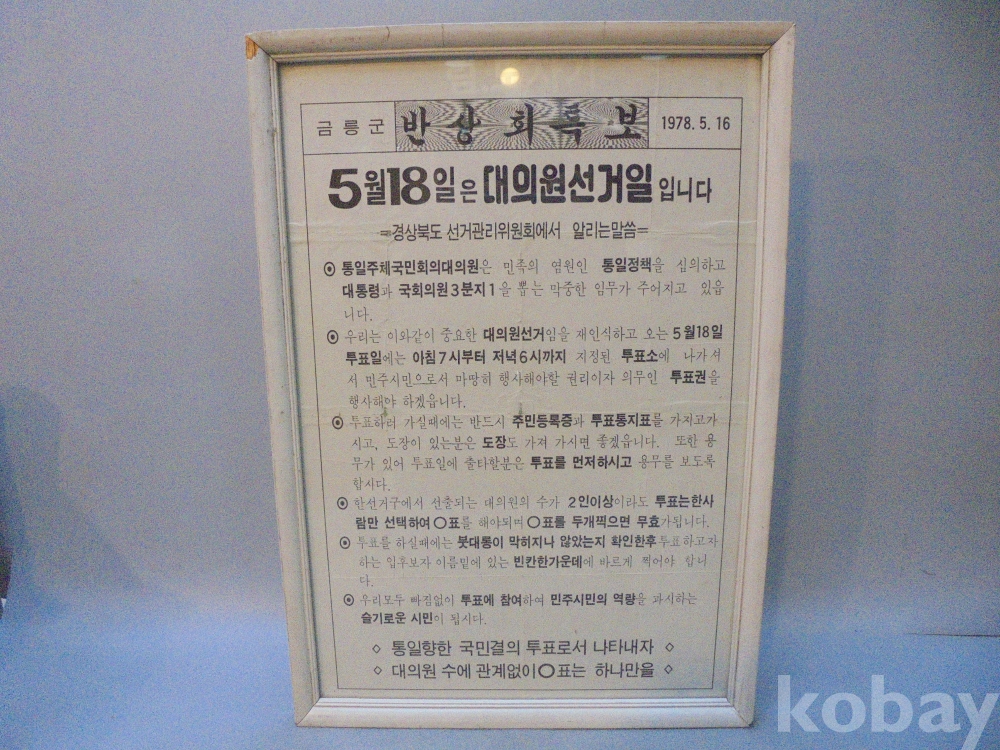 금릉군 반상회특보 1978. 5. 16
5월18일은 대의원선거일입니다
=경상북도 선거관리위원회에서 알리는말씀=
◉ 통일주체국민회의대의원은 민족의 염원인 통일정책을 심의하고
대통령과 국회의원3분지1을 뽑는 막중한 임무가 주어지고 있읍
니다.
◉ 우리는 이와같이 중요한 대의원선거임을 재인식하고 오는 5월18일
투표일에는 아침7시부터 저녁6시까지 지정된 투표소에 나가셔
서 민주시민으로서 마땅히 행사해야할 권리이자 의무인 투표권을
행사해야 하겠읍니다.
◉ 투표하러 가실때에는 반드시 주민등록증과 투표통지표를 가지고가
시고, 도장이 있는분은 도장도 가져 가시면 좋겠읍니다. 또한 용
무가 있어 투표일에 출타할분은 투표를 먼저하시고 용무를 보도록
합시다.
◉ 한선거구에서 선출되는 대의원의 수가 2인이상이라도 투표는한사
람만 선택하여 ○표를 해야되며 ○표를 두개찍으면 무효가됩니다.
◉ 투표를 하실때에는 붓대롱이 막히지나 않았는지 확인한후투표하고자
하는 입후보자 이름밑에 있는 빈칸한가운데에 바르게 찍어야 합니
다.
◉ 우리모두 빠짐없이 투표에 참여하여 민주시민의 역량을 과시하는
슬기로운 시민이 됩시다.
◇ 통일향한 국민결의 투표로서 나타내자 ◇
◇ 대의원 수에 관계없이○표는 하나만을 ◇
kobay